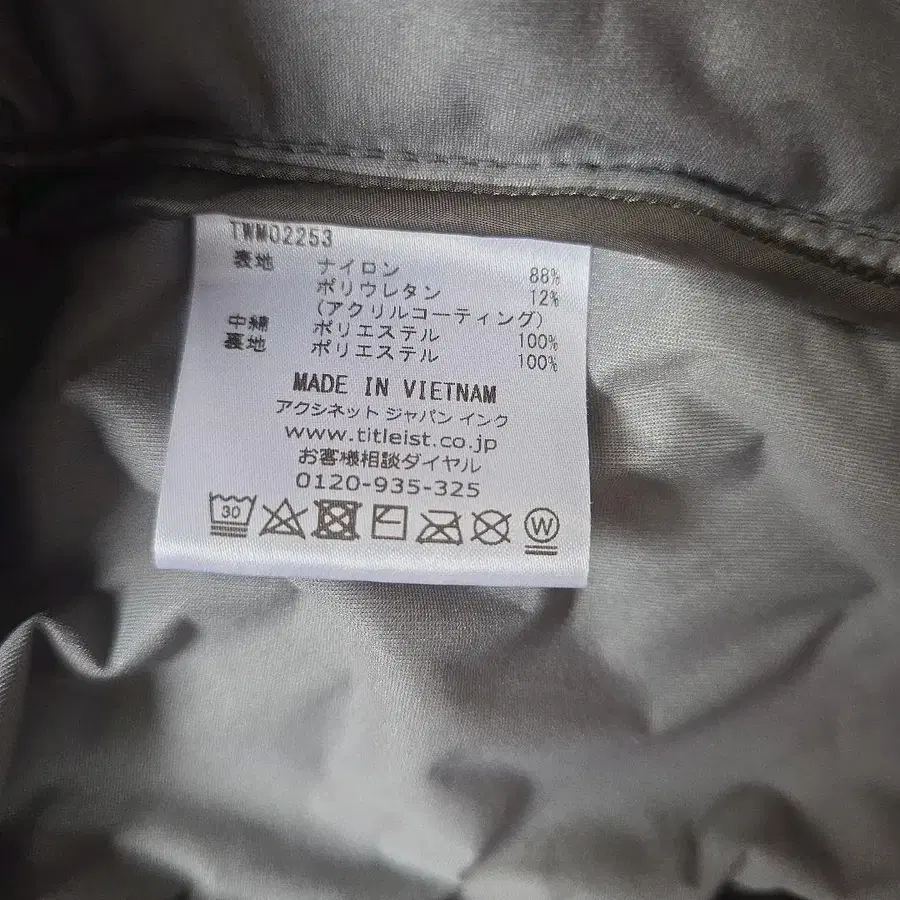 TWM02253
表地 ナイロン 88%
ポリウレタン 12%
(アクリルコーティング)
中綿 ポリエステル 100%
裏地 ポリエステル 100%
MADE IN VIETNAM
アクシネット ジャパン インク
www.titleist.co.jp
お客様相談ダイヤル
0120-935-325
30 W